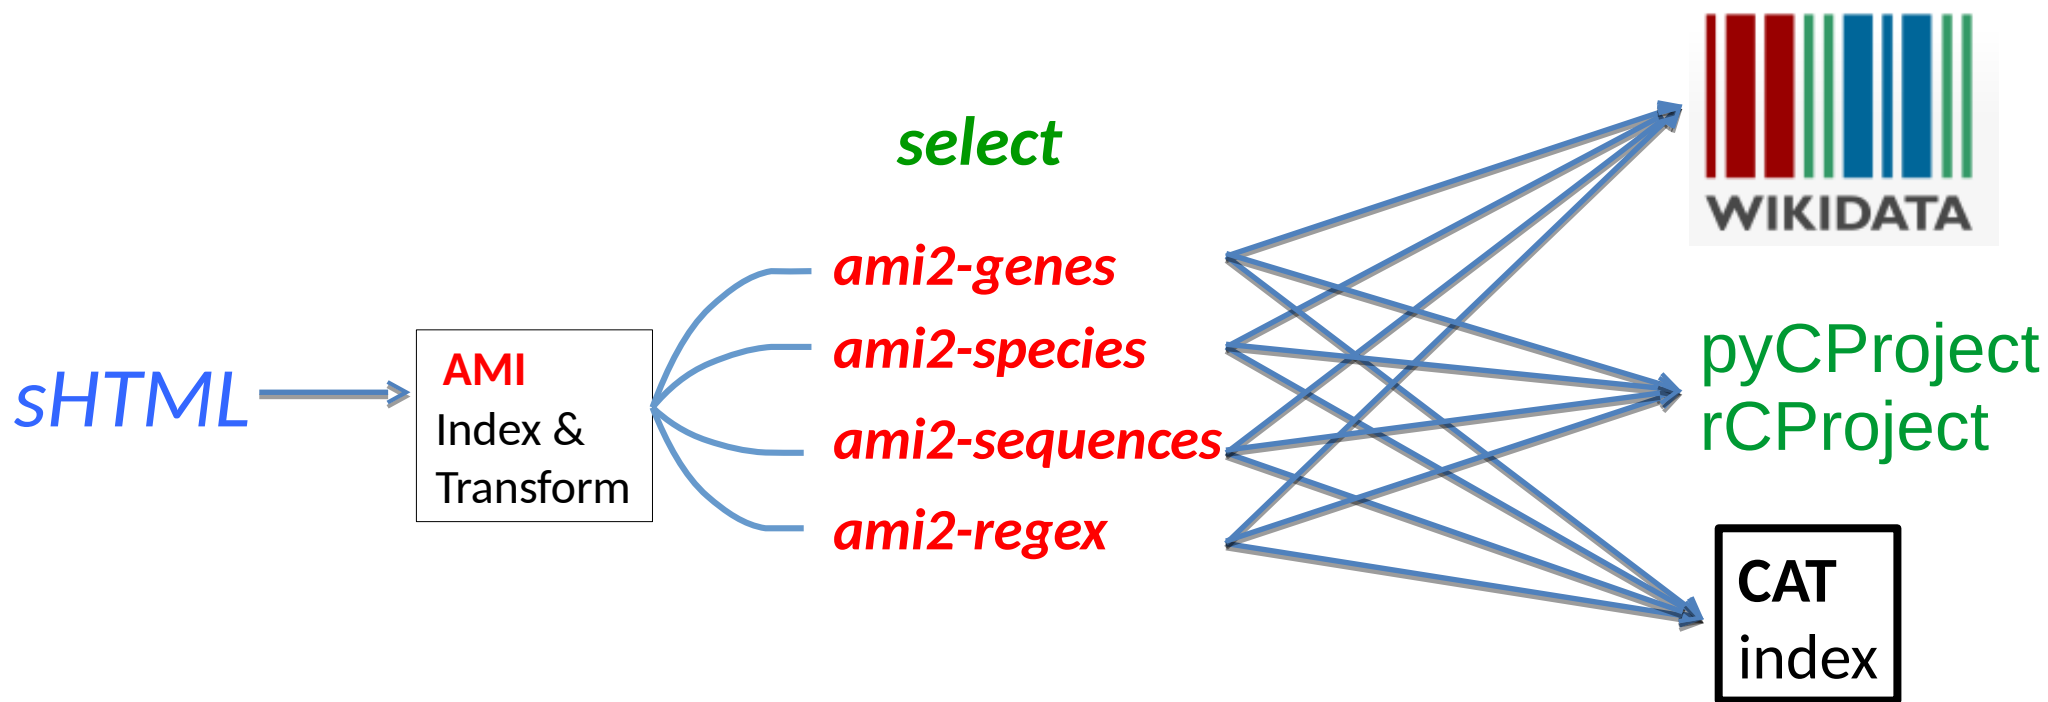 sHTML
AMI
Index &
Transform
select
ami2-genes
ami2-species
ami2-sequences
ami2-regex
WIKIDATA
pyCProject
rCProject
CAT
index